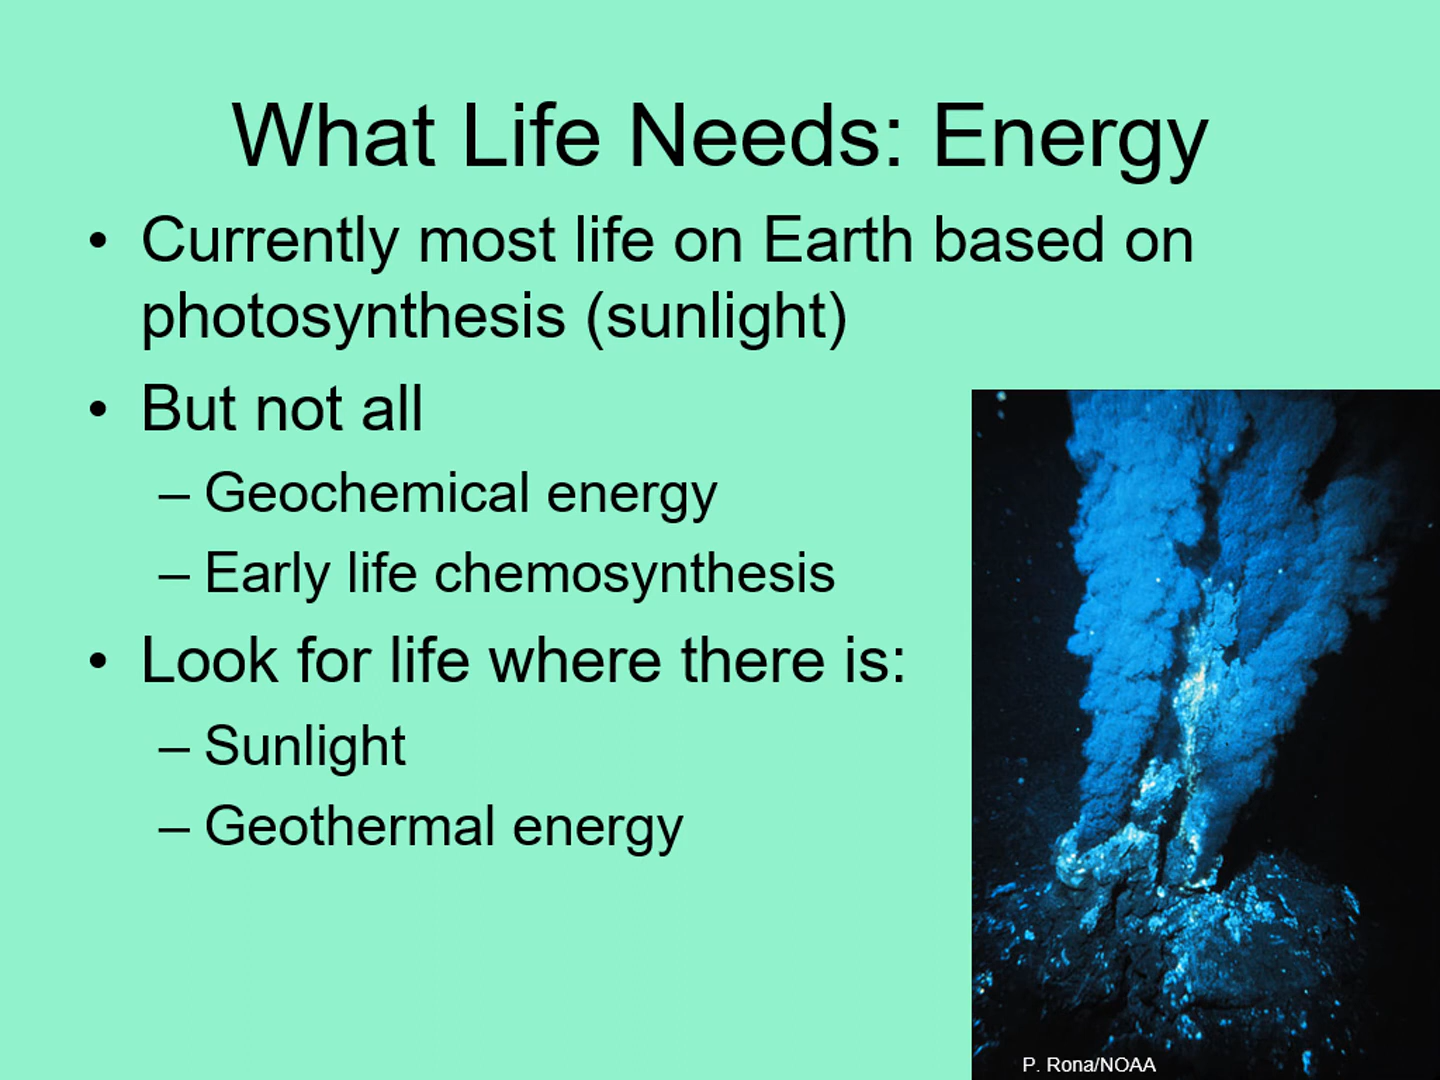 What Life Needs: Energy
• Currently most life on Earth based on
photosynthesis (sunlight)
• But not all
– Geochemical energy
– Early life chemosynthesis
• Look for life where there is:
– Sunlight
– Geothermal energy
P. Rona/NOAA